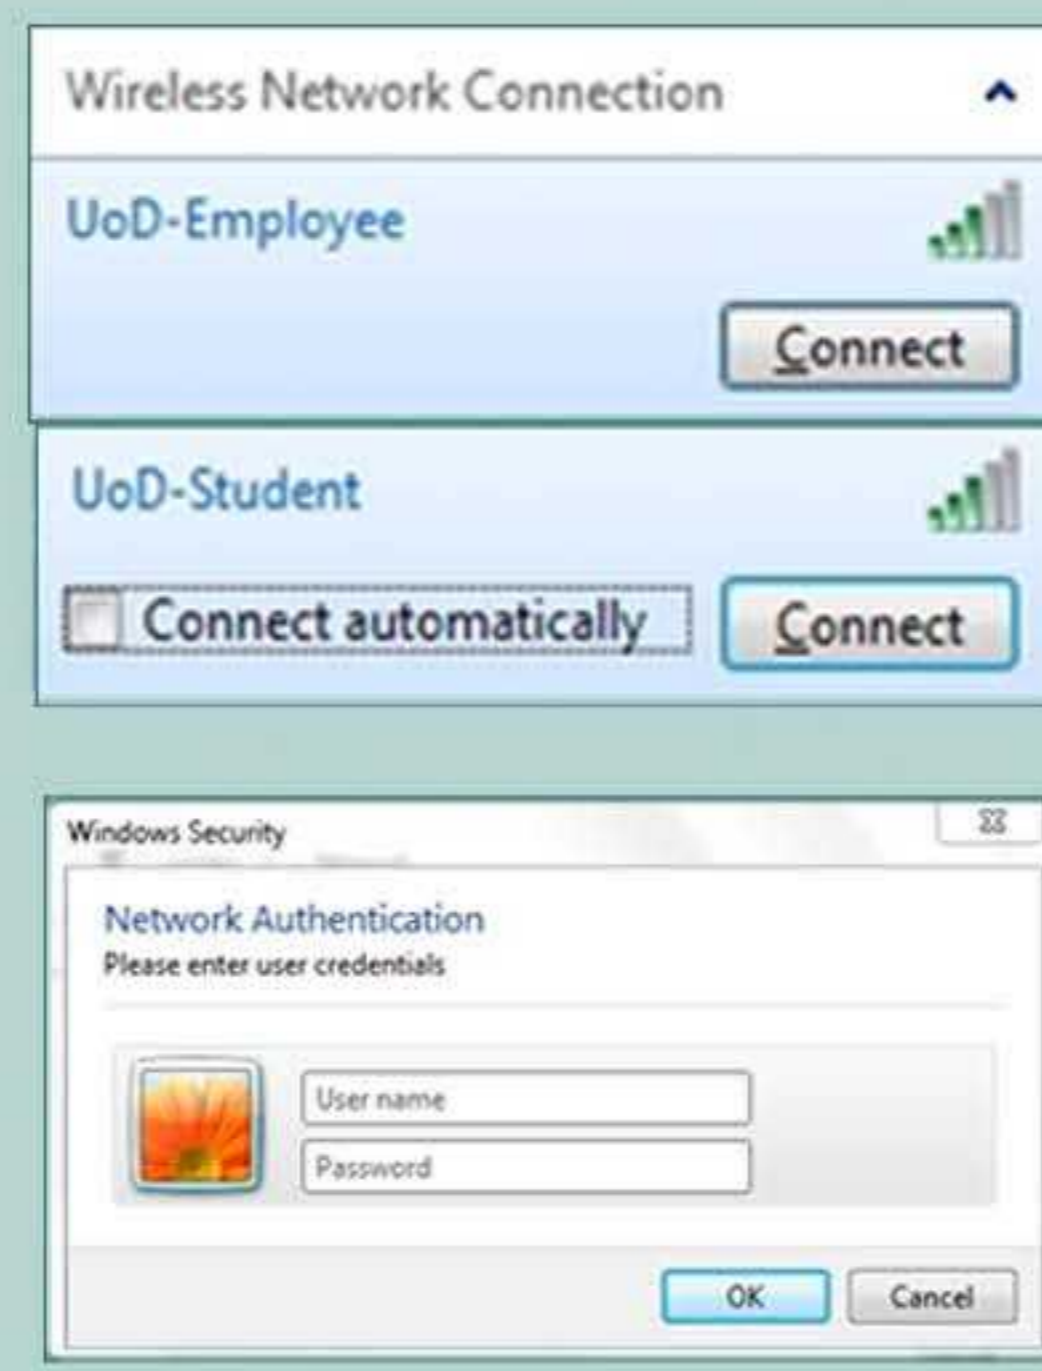 Wireless Network Connection
UoD-Employee
Connect
UoD-Student
Connect automatically
Connect
Windows Security
Network Authentication
Please enter user credentials
User name
Password
OK
Cancel